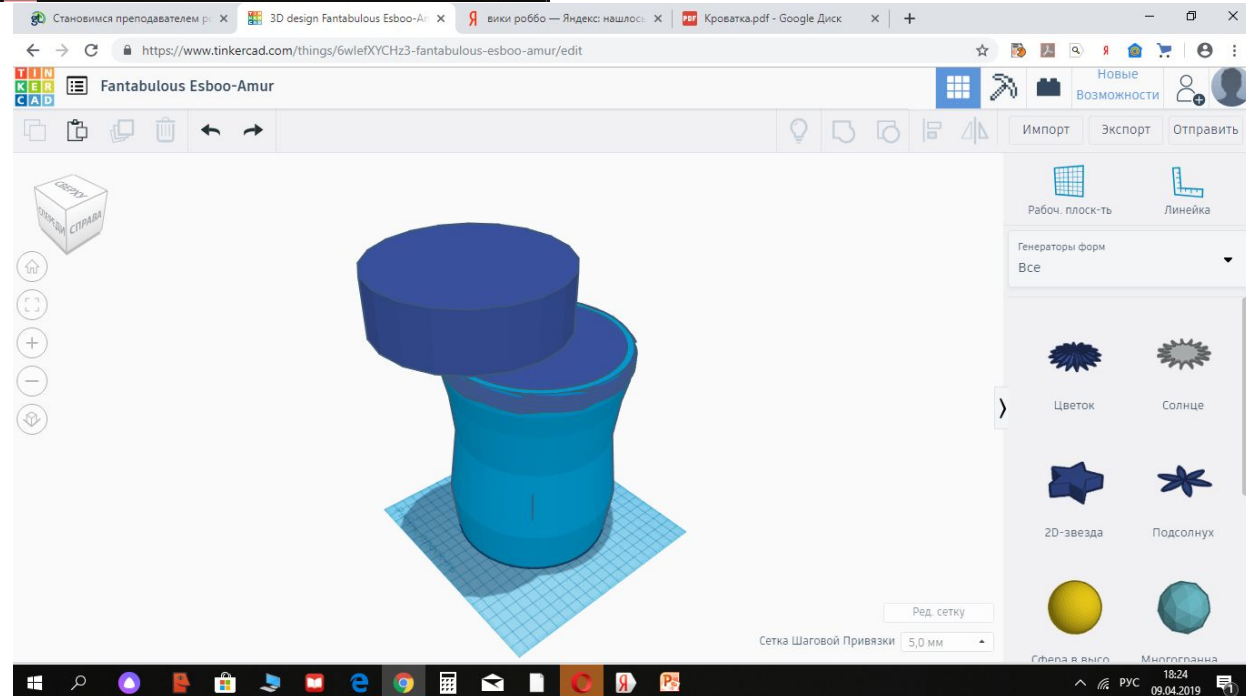 Становимся преподавателем р
3D design Fantabulous Esboo-Ar
вики роббо — Яндекс: нашлось
Кроватка.pdf - Google Диск
https://www.tinkercad.com/things/6wlefXYCHz3-fantabulous-esboo-amur/edit
TIN
KER
CAD
Fantabulous Esboo-Amur
Новые
Возможности
Импорт
Экспорт
Отправить
СВЕРХУ
СПЕРЕДИ
СПРАВА
Рабоч. плоск-ть
Линейка
Генераторы форм
Все
Цветок
Солнце
2D-звезда
Подсолнух
Сфера в высо
Многогранна
Ред. сетку
Сетка Шаговой Привязки
5,0 мм
РУС
18:24
09.04.2019